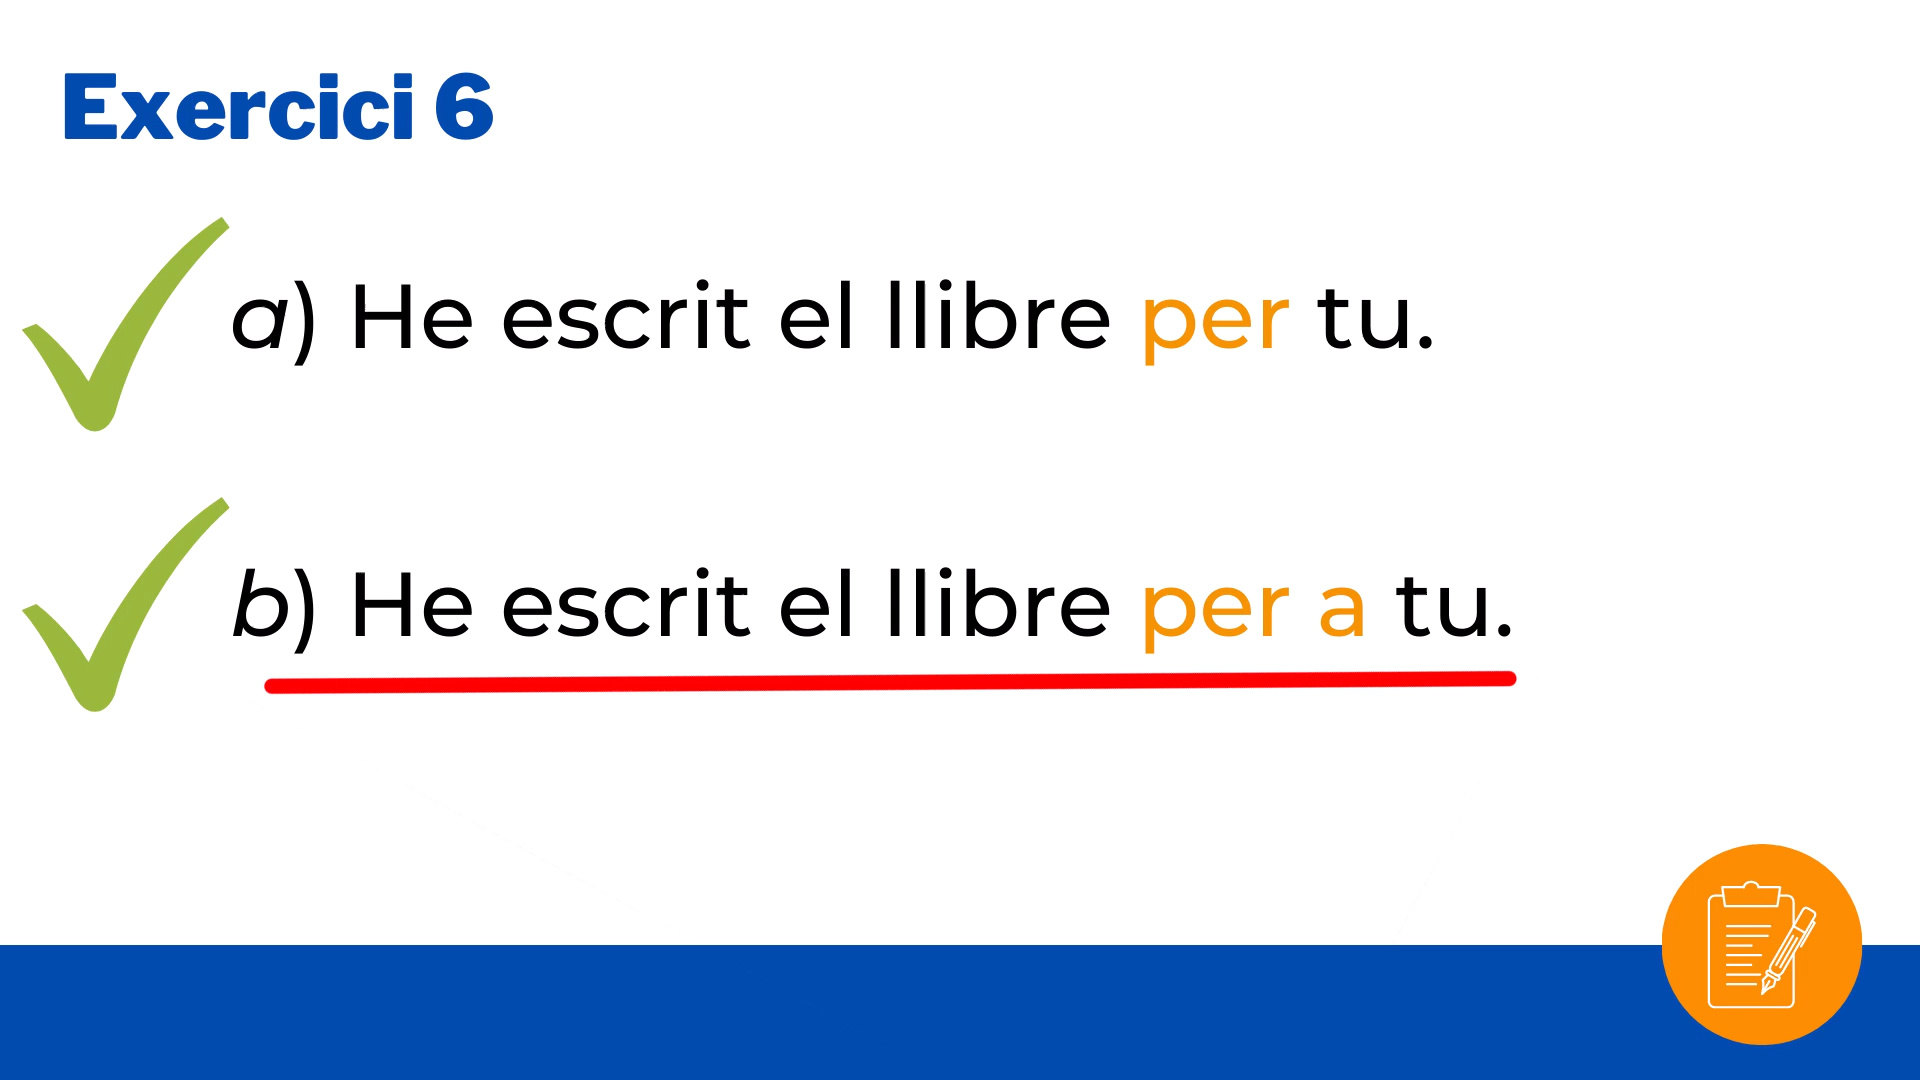 Exercici 6
a) He escrit el llibre per tu.
b) He escrit el llibre per a tu.